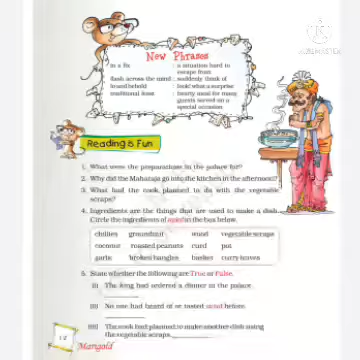 New Phrases
in a fix : a situation hard to
escape from
flash across the mind : suddenly think of
lo and behold : look! what a surprise
traditional feast : hearty meal for many
guests served on a
special occasion
Reading is Fun
1. What were the preparations in the palace for?
2. Why did the Maharaja go into the kitchen in the afternoon?
3. What had the cook planned to do with the vegetable
scraps?
4. Ingredients are the things that are used to make a dish.
Circle the ingredients of avial in the box below.
chillies groundnut wood vegetable scraps
coconut roasted peanuts curd pot
garlic broken bangles basket curry leaves
5. State whether the following are True or False.
(i) The king had ordered a dinner in the palace.
(ii) No one had heard of or tasted avial before.
(iii) The cook had planned to make another dish using
the vegetable scraps.
12
Marigold